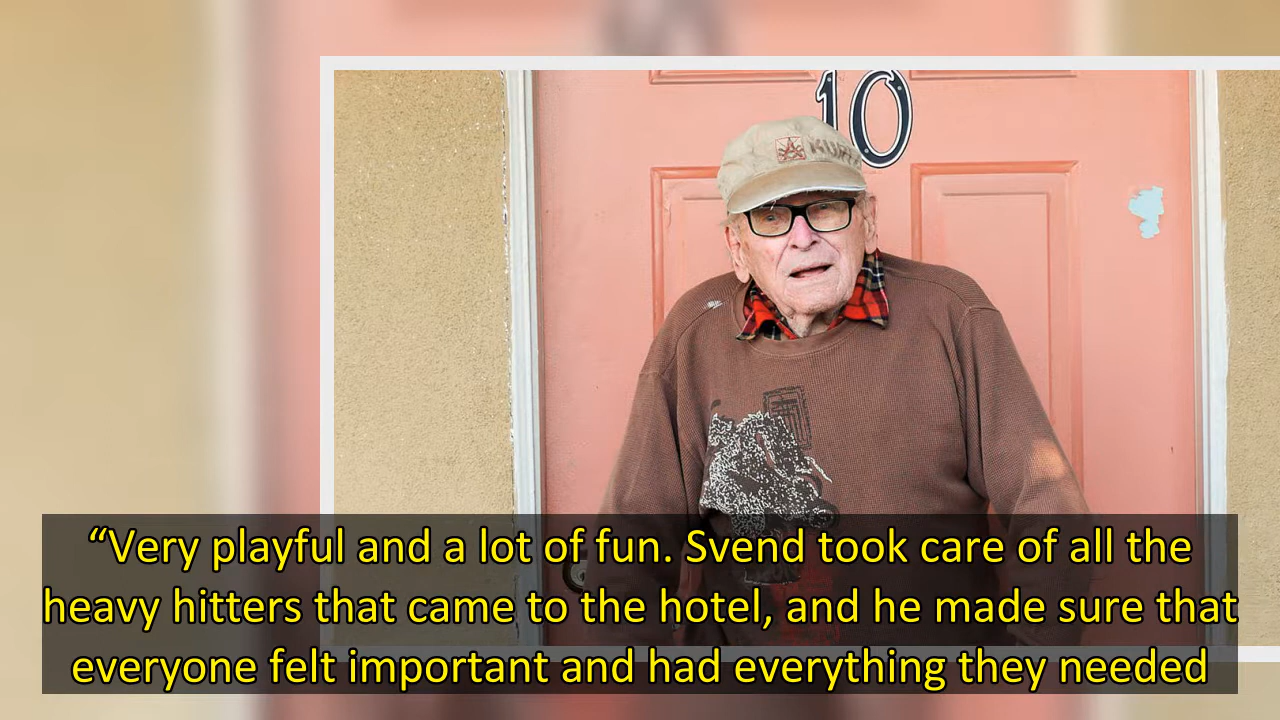 10
KURT
“Very playful and a lot of fun. Svend took care of all the
heavy hitters that came to the hotel, and he made sure that
everyone felt important and had everything they needed